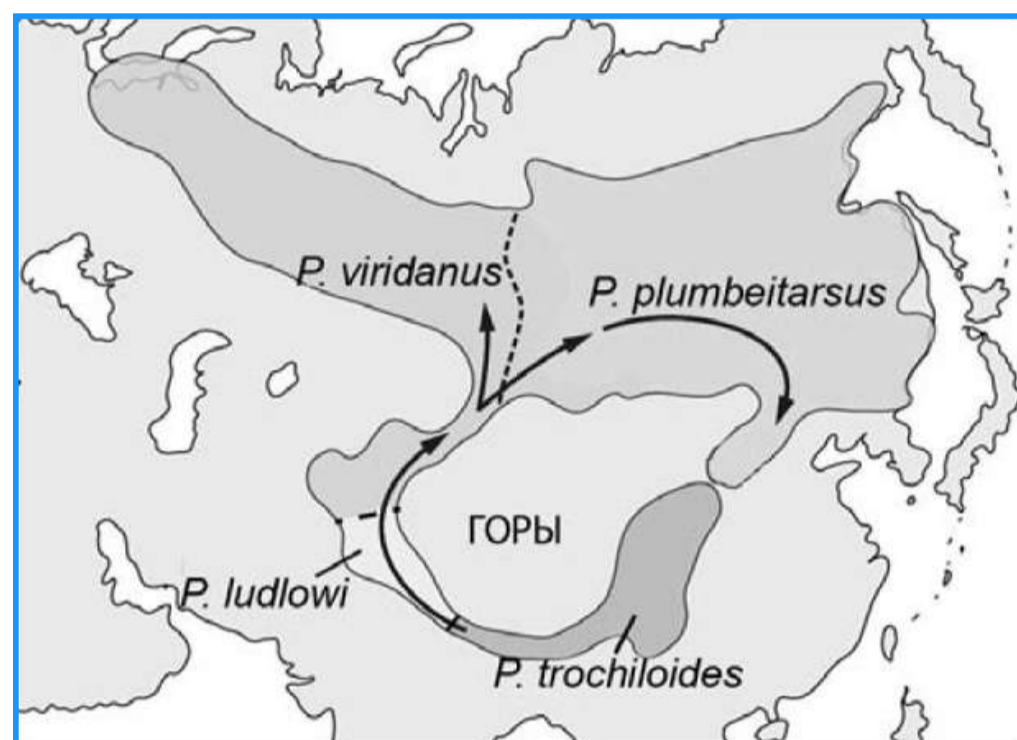 P. viridanus
P. plumbeitarsus
ГОРЫ
P. ludlowi
P. trochiloides